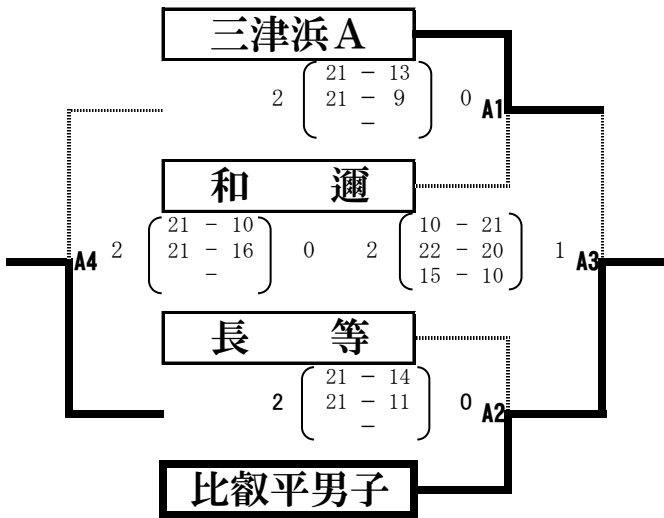 三津浜A
21 － 13
2 21 － 9 0 A1
－
和 邇
21 － 10 10 － 21
A4 2 21 － 16 0 2 22 － 20 1 A3
－ 15 － 10
長 等
21 － 14
2 21 － 11 0 A2
－
比叡平男子